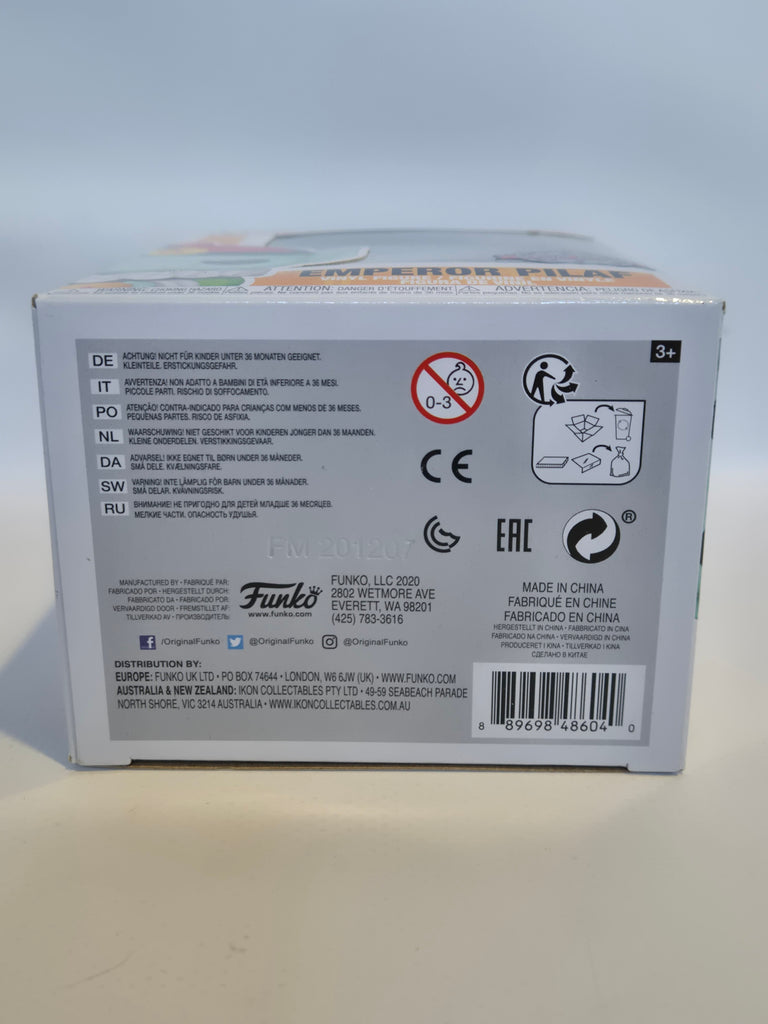 EMPEROR PILAF
WARNING: CHOKING HAZARD ATTENTION: DANGER D'ÉTOUFFEMENT ADVERTENCIA: PELIGRO
3+
DE ACHTUNG! NICHT FÜR KINDER UNTER 36 MONATEN GEEIGNET.
KLEINTEILE. ERSTICKUNGSGEFAHR.
IT AVVERTENZA! NON ADATTO A BAMBINI DI ETÀ INFERIORE A 36 MESI.
PICCOLE PARTI. RISCHIO DI SOFFOCAMENTO.
PO ATENÇÃO! CONTRA-INDICADO PARA CRIANÇAS COM MENOS DE 36 MESES.
PEQUENAS PARTES. RISCO DE ASFIXIA.
NL WAARSCHUWING! NIET GESCHIKT VOOR KINDEREN JONGER DAN 36 MAANDEN.
KLEINE ONDERDELEN. VERSTIKKINGSGEVAAR.
DA ADVARSEL! IKKE EGNET TIL BØRN UNDER 36 MÅNEDER.
SMÅ DELE. KVÆLNINGSFARE.
SW VARNING! INTE LÄMPLIG FÖR BARN UNDER 36 MÅNADER.
SMÅ DELAR. KVÄVNINGSRISK.
RU ВНИМАНИЕ! НЕ ПРИГОДНО ДЛЯ ДЕТЕЙ МЛАДШЕ 36 МЕСЯЦЕВ.
МЕЛКИЕ ЧАСТИ. ОПАСНОСТЬ УДУШЬЯ.
0-3
CE
FM 201207
EAC
®
MANUFACTURED BY • FABRIQUÉ PAR:
FABRICADO POR • HERGESTELLT DURCH:
FABBRICATO DA • FABRICADO POR:
VERVAARDIGD DOOR • FREMSTILLET AF:
TILLVERKAD AV • ПРОИЗВОДИТЕЛЬ:
Funko
www.funko.com
FUNKO, LLC 2020
2802 WETMORE AVE
EVERETT, WA 98201
(425) 783-3616
MADE IN CHINA
FABRIQUÉ EN CHINE
FABRICADO EN CHINA
HERGESTELLT IN CHINA • FABBRICATO IN CINA
FABRICADO NA CHINA • VERVAARDIGD IN CHINA
PRODUCERET I KINA • TILLVERKAD I KINA
СДЕЛАНО В КИТАЕ
/OriginalFunko @OriginalFunko @OriginalFunko
DISTRIBUTION BY:
EUROPE: FUNKO UK LTD • PO BOX 74644 • LONDON, W6 6JW (UK) • WWW.FUNKO.COM
AUSTRALIA & NEW ZEALAND: IKON COLLECTABLES PTY LTD • 49-59 SEABEACH PARADE
NORTH SHORE, VIC 3214 AUSTRALIA • WWW.IKONCOLLECTABLES.COM.AU
8 89698 48604 0